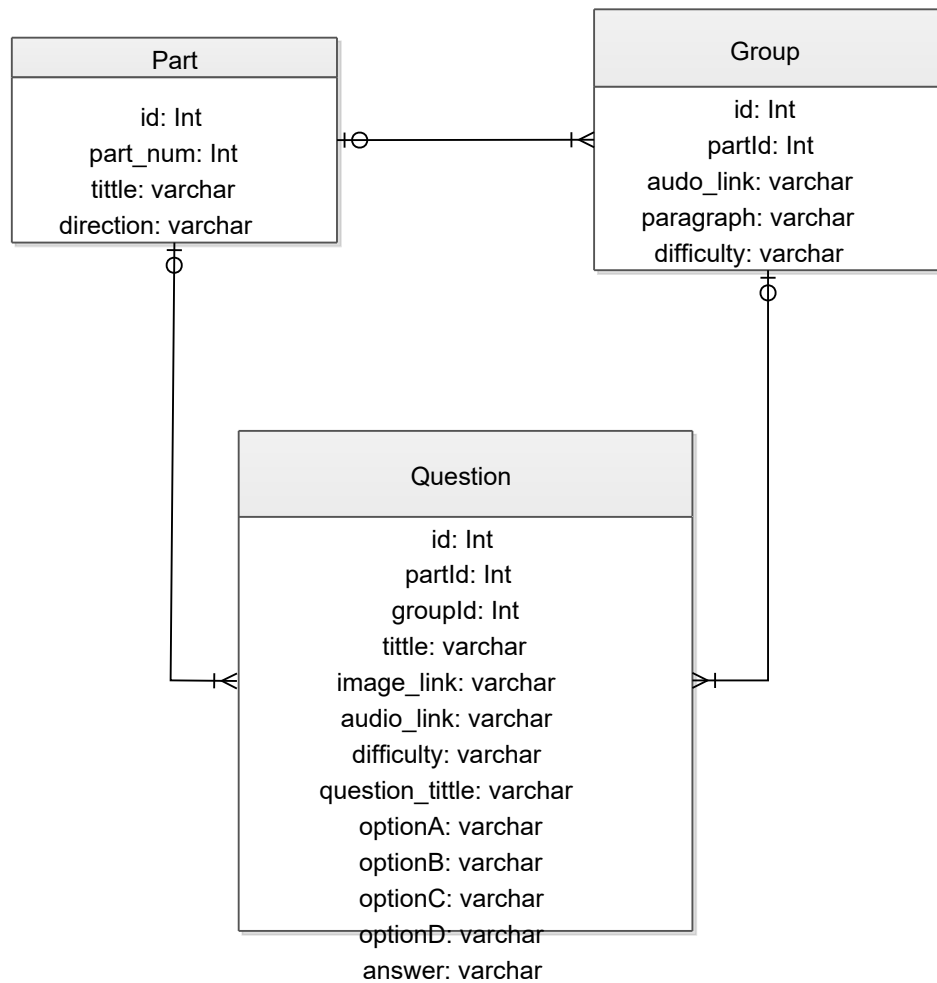 Part
id: Int
part_num: Int
tittle: varchar
direction: varchar
Group
id: Int
partId: Int
audo_link: varchar
paragraph: varchar
difficulty: varchar
Question
id: Int
partId: Int
groupId: Int
tittle: varchar
image_link: varchar
audio_link: varchar
difficulty: varchar
question_tittle: varchar
optionA: varchar
optionB: varchar
optionC: varchar
optionD: varchar
answer: varchar